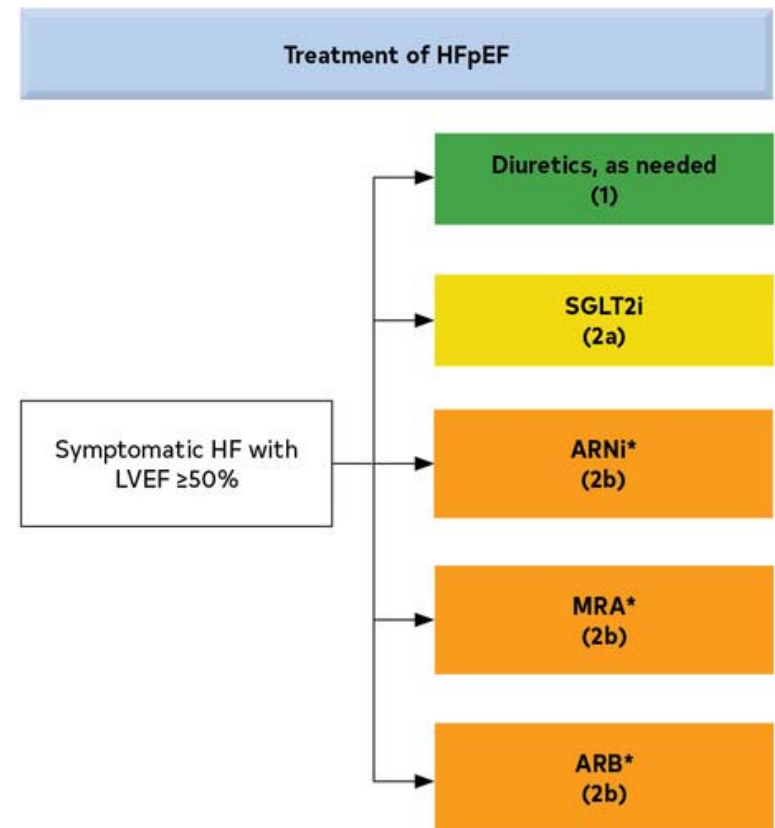 Treatment of HFpEF
Diuretics, as needed
(1)
SGLT2i
(2a)
Symptomatic HF with
LVEF ≥50%
ARNi*
(2b)
MRA*
(2b)
ARB*
(2b)